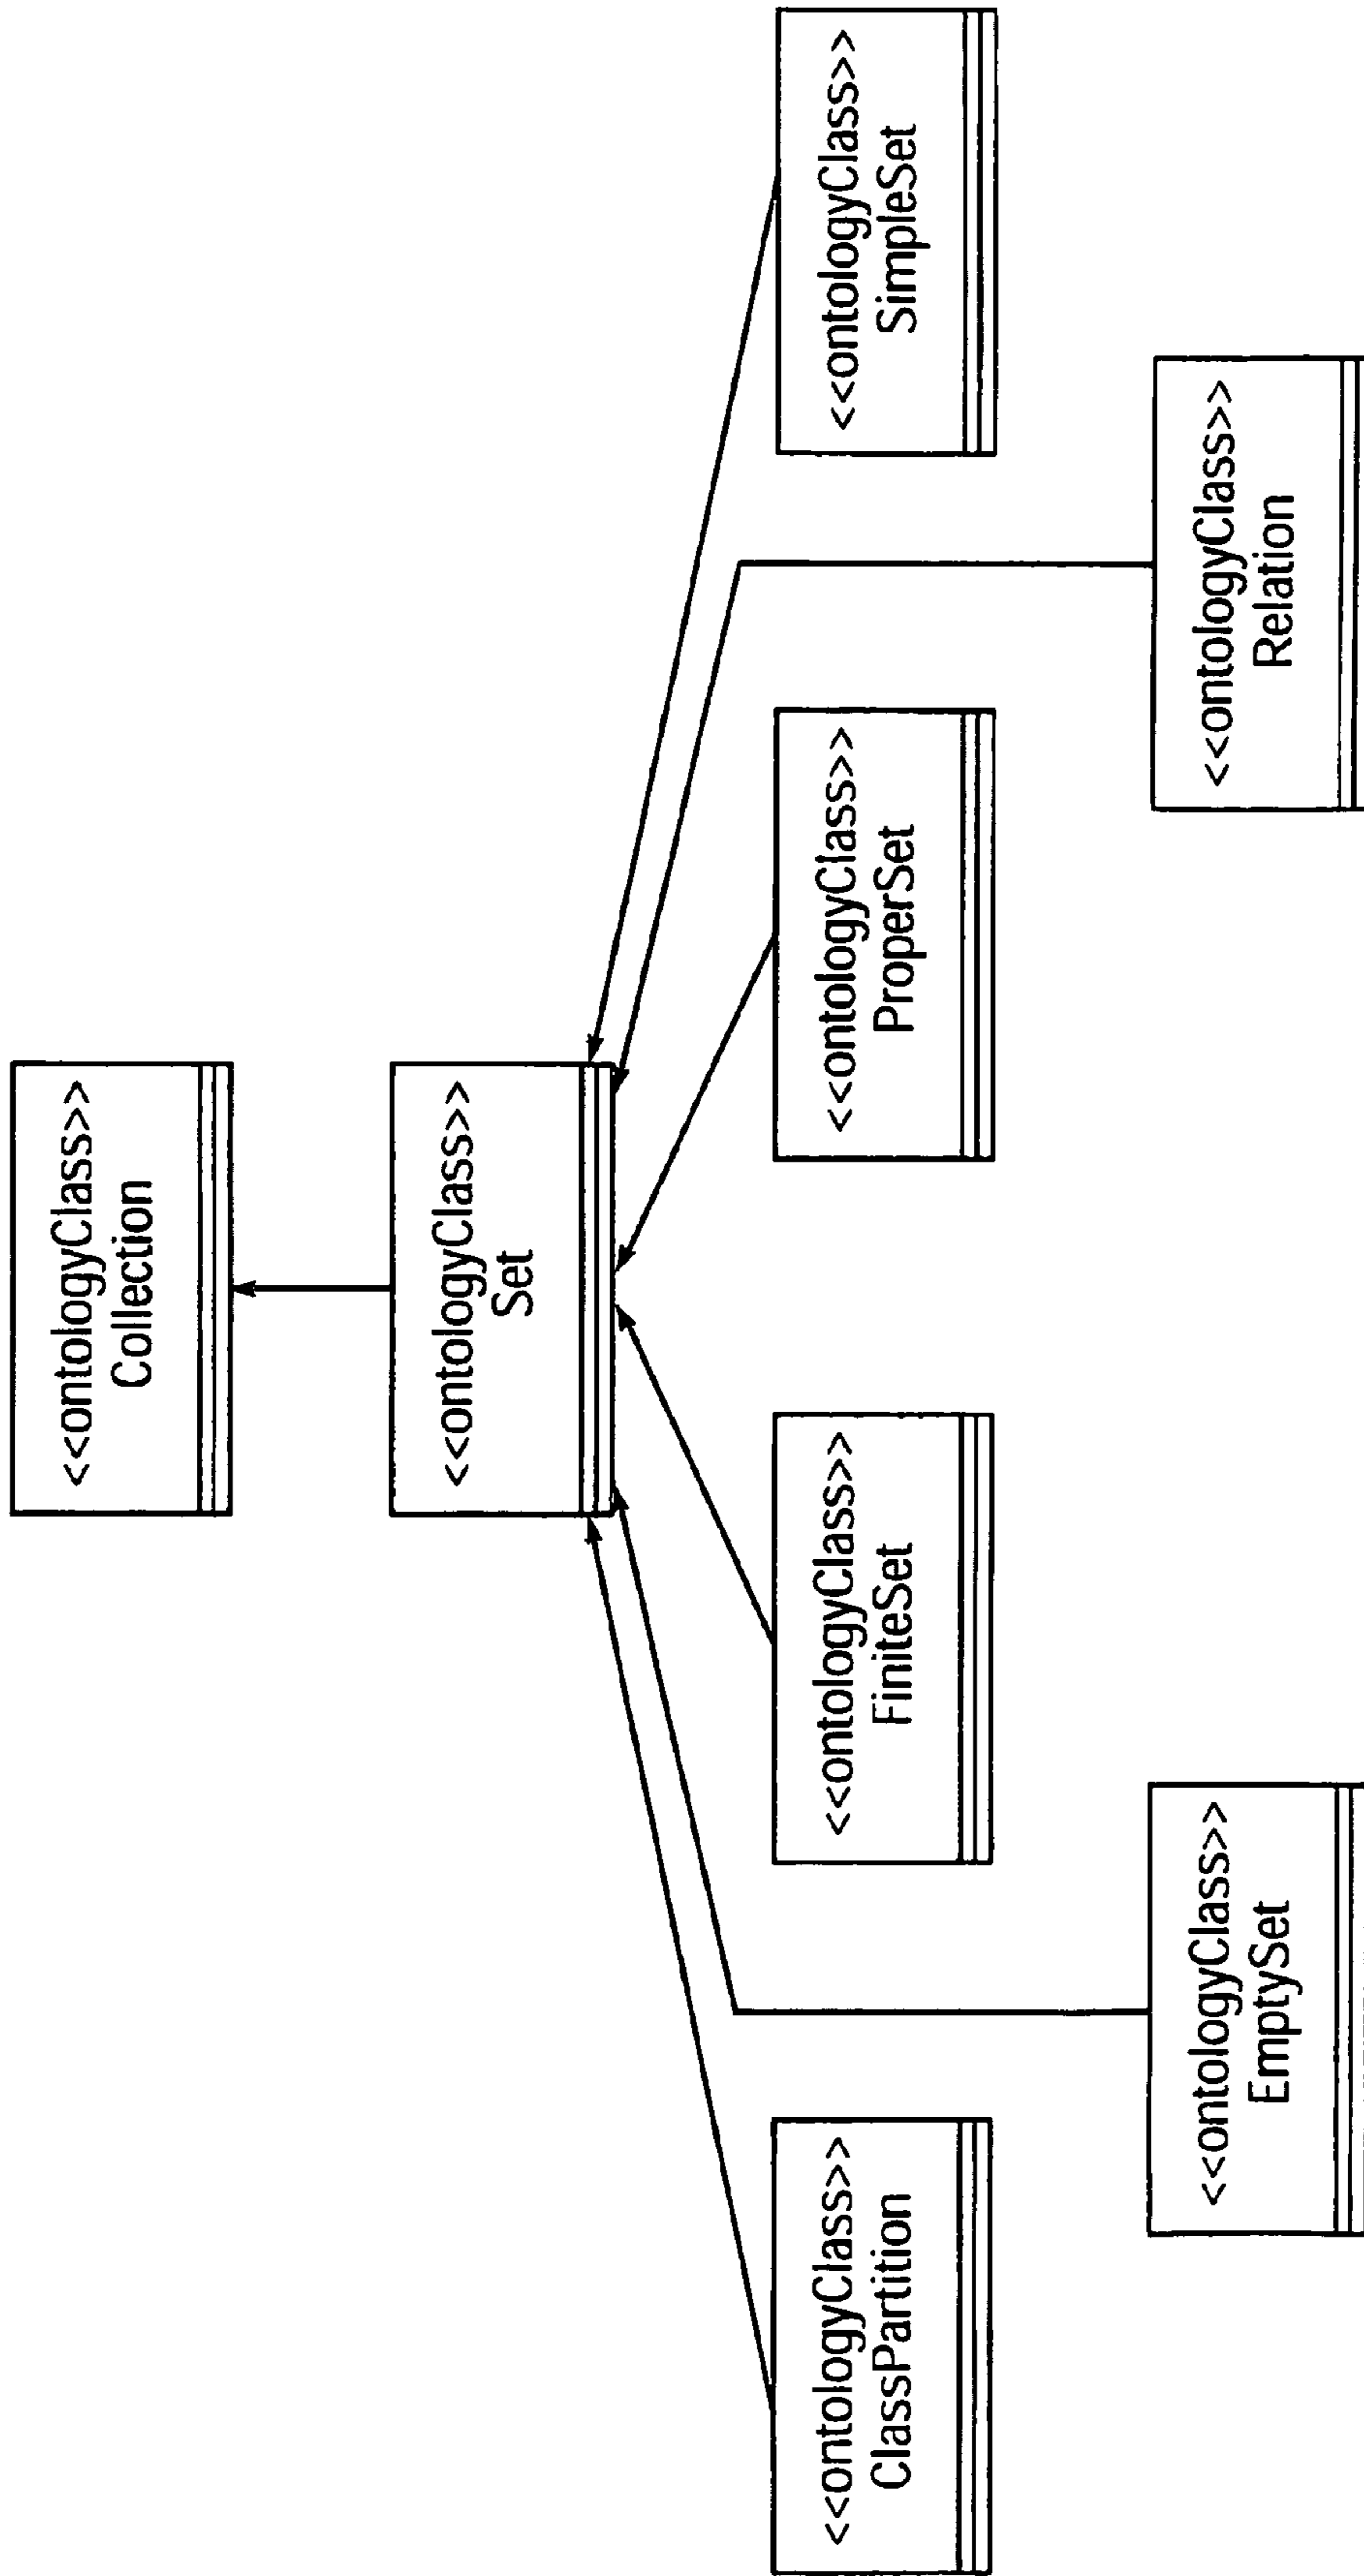 <<ontologyClass>>
Collection
<<ontologyClass>>
Set
<<ontologyClass>>
ClassPartition
<<ontologyClass>>
FiniteSet
<<ontologyClass>>
ProperSet
<<ontologyClass>>
SimpleSet
<<ontologyClass>>
EmptySet
<<ontologyClass>>
Relation